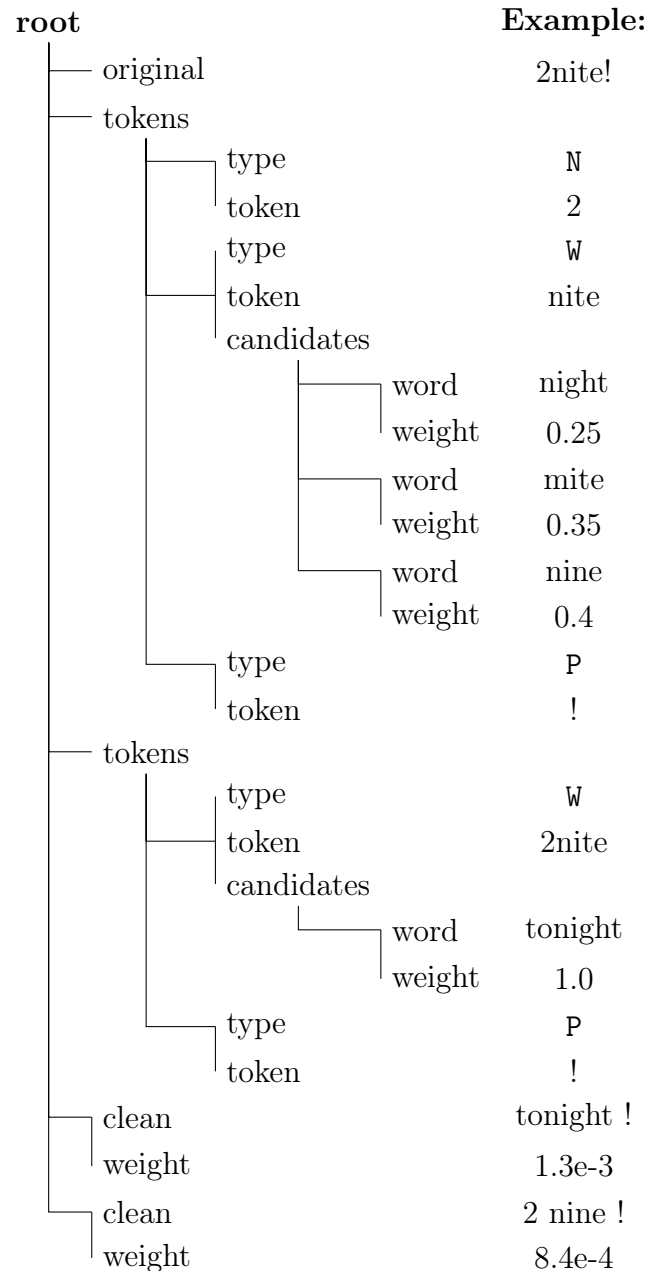 root Example:
original 2nite!
tokens
type N
token 2
type W
token nite
candidates
word night
weight 0.25
word mite
weight 0.35
word nine
weight 0.4
type P
token !
tokens
type W
token 2nite
candidates
word tonight
weight 1.0
type P
token !
clean tonight !
weight 1.3e-3
clean 2 nine !
weight 8.4e-4